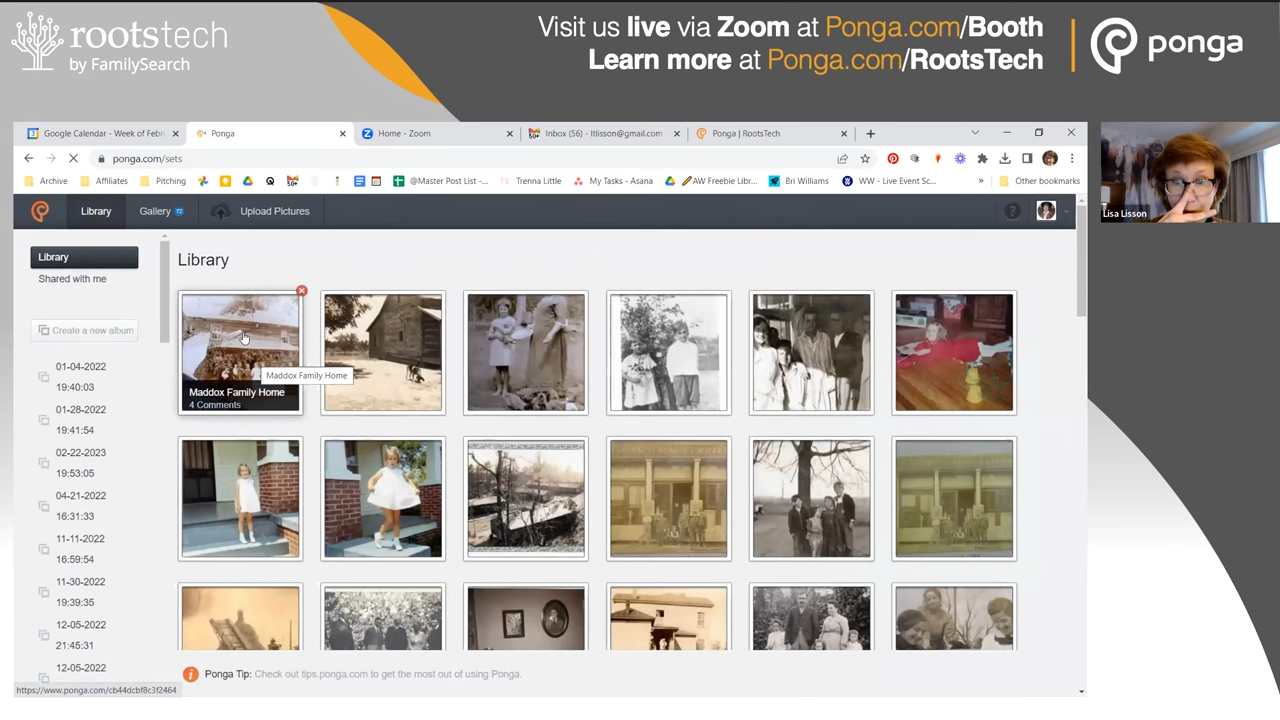 rootstech
by FamilySearch
Visit us live via Zoom at Ponga.com/Booth
Learn more at Ponga.com/RootsTech
ponga
Google Calendar - Week of Febr
Ponga
Home - Zoom
Inbox (56) - ltlisson@gmail.com
Ponga | RootsTech
ponga.com/sets
Archive
Affiliates
Pitching
@Master Post List -...
Trenna Little
My Tasks - Asana
AW Freebie Libr...
Bri Williams
WW - Live Event Sc...
»
Other bookmarks
Lisa Lisson
Library
Gallery 72
Upload Pictures
Library
Shared with me
Create a new album
01-04-2022
19:40:03
01-28-2022
19:41:54
02-22-2023
19:53:05
04-21-2022
16:31:33
11-11-2022
16:59:54
11-30-2022
19:39:35
12-05-2022
21:45:31
12-05-2022
Library
Maddox Family Home
4 Comments
Maddox Family Home
Ponga Tip: Check out tips.ponga.com to get the most out of using Ponga.
https://www.ponga.com/cb44dcbf8c3f2464